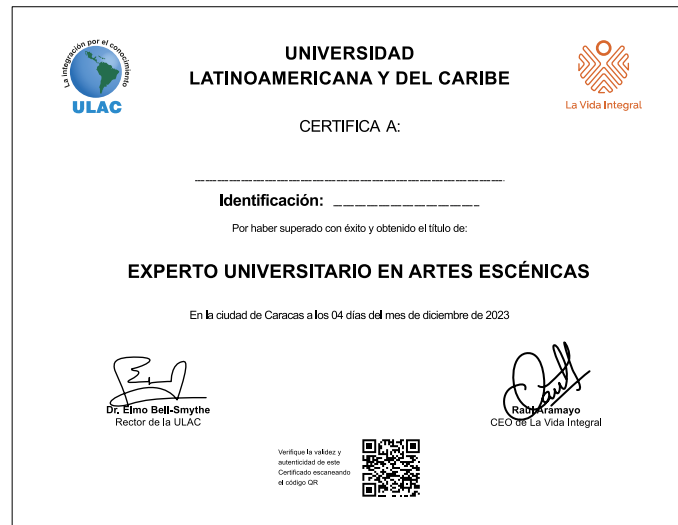 La integración por el conocimiento
ULAC
UNIVERSIDAD
LATINOAMERICANA Y DEL CARIBE
La Vida Integral
CERTIFICA A:
Identificación:
Por haber superado con éxito y obtenido el título de:
EXPERTO UNIVERSITARIO EN ARTES ESCÉNICAS
En la ciudad de Caracas a los 04 días del mes de diciembre de 2023
Dr. Elmo Bell-Smythe
Rector de la ULAC
Raúl Aramayo
CEO de La Vida Integral
Verifique la validez y
autenticidad de este
Certificado escaneando
el código QR